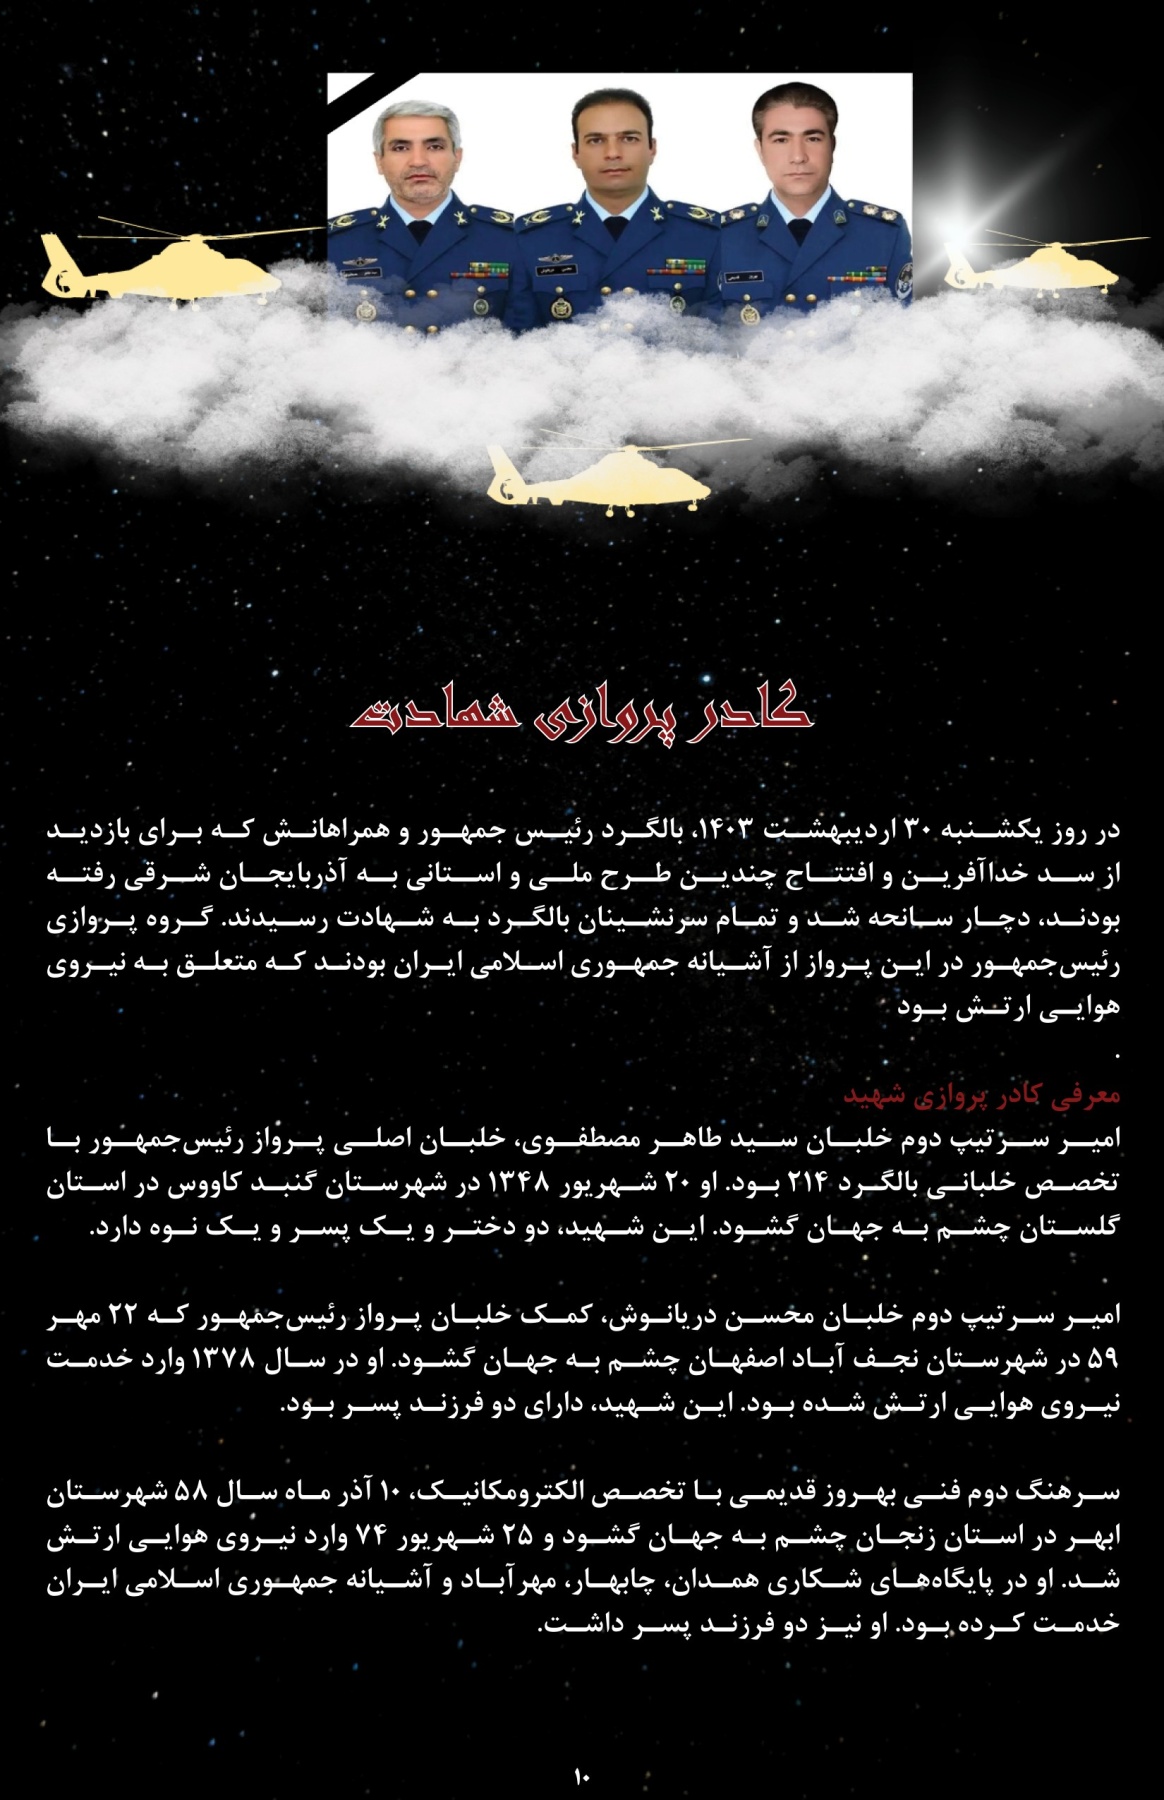 کادر پروازی شهادت
در روز یکشنبه ۳۰ اردیبهشت ۱۴۰۳، بالگرد رئیس جمهور و همراهانش که برای بازدید
از سد خداآفرین و افتتاح چندین طرح ملی و استانی به آذربایجان شرقی رفته
بودند، دچار سانحه شد و تمام سرنشینان بالگرد به شهادت رسیدند. گروه پروازی
رئیس‌جمهور در این پرواز از آشیانه جمهوری اسلامی ایران بودند که متعلق به نیروی
هوایی ارتش بود
.
معرفی کادر پروازی شهید
امیر سرتیپ دوم خلبان سید طاهر مصطفوی، خلبان اصلی پرواز رئیس‌جمهور با
تخصص خلبانی بالگرد ۲۱۴ بود. او ۲۰ شهریور ۱۳۴۸ در شهرستان گنبد کاووس در استان
گلستان چشم به جهان گشود. این شهید، دو دختر و یک پسر و یک نوه دارد.
امیر سرتیپ دوم خلبان محسن دریانوش، کمک خلبان پرواز رئیس‌جمهور که ۲۲ مهر
۵۹ در شهرستان نجف آباد اصفهان چشم به جهان گشود. او در سال ۱۳۷۸ وارد خدمت
نیروی هوایی ارتش شده بود. این شهید، دارای دو فرزند پسر بود.
سرهنگ دوم فنی بهروز قدیمی با تخصص الکترومکانیک، ۱۰ آذر ماه سال ۵۸ شهرستان
ابهر در استان زنجان چشم به جهان گشود و ۲۵ شهریور ۷۴ وارد نیروی هوایی ارتش
شد. او در پایگاه‌های شکاری همدان، چابهار، مهرآباد و آشیانه جمهوری اسلامی ایران
خدمت کرده بود. او نیز دو فرزند پسر داشت.
۱۰